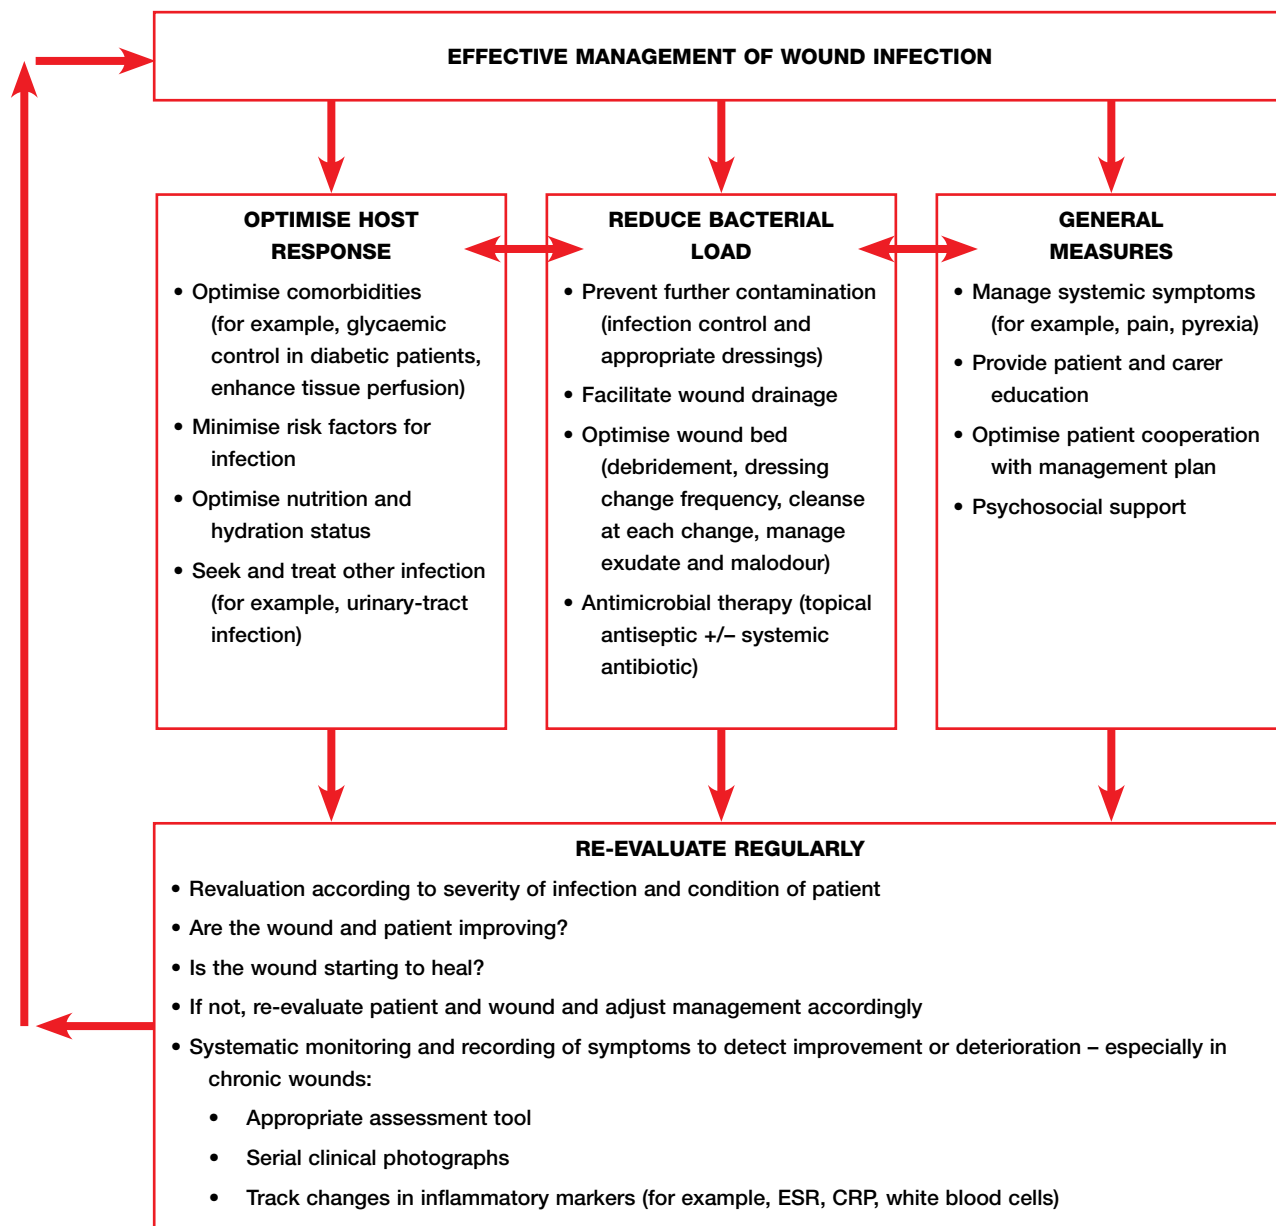 EFFECTIVE MANAGEMENT OF WOUND INFECTION
OPTIMISE HOST
RESPONSE
• Optimise comorbidities
(for example, glycaemic
control in diabetic patients,
enhance tissue perfusion)
• Minimise risk factors for
infection
• Optimise nutrition and
hydration status
• Seek and treat other infection
(for example, urinary-tract
infection)
REDUCE BACTERIAL
LOAD
• Prevent further contamination
(infection control and
appropriate dressings)
• Facilitate wound drainage
• Optimise wound bed
(debridement, dressing
change frequency, cleanse
at each change, manage
exudate and malodour)
• Antimicrobial therapy (topical
antiseptic +/– systemic
antibiotic)
GENERAL
MEASURES
• Manage systemic symptoms
(for example, pain, pyrexia)
• Provide patient and carer
education
• Optimise patient cooperation
with management plan
• Psychosocial support
RE-EVALUATE REGULARLY
• Revaluation according to severity of infection and condition of patient
• Are the wound and patient improving?
• Is the wound starting to heal?
• If not, re-evaluate patient and wound and adjust management accordingly
• Systematic monitoring and recording of symptoms to detect improvement or deterioration – especially in
chronic wounds:
• Appropriate assessment tool
• Serial clinical photographs
• Track changes in inflammatory markers (for example, ESR, CRP, white blood cells)